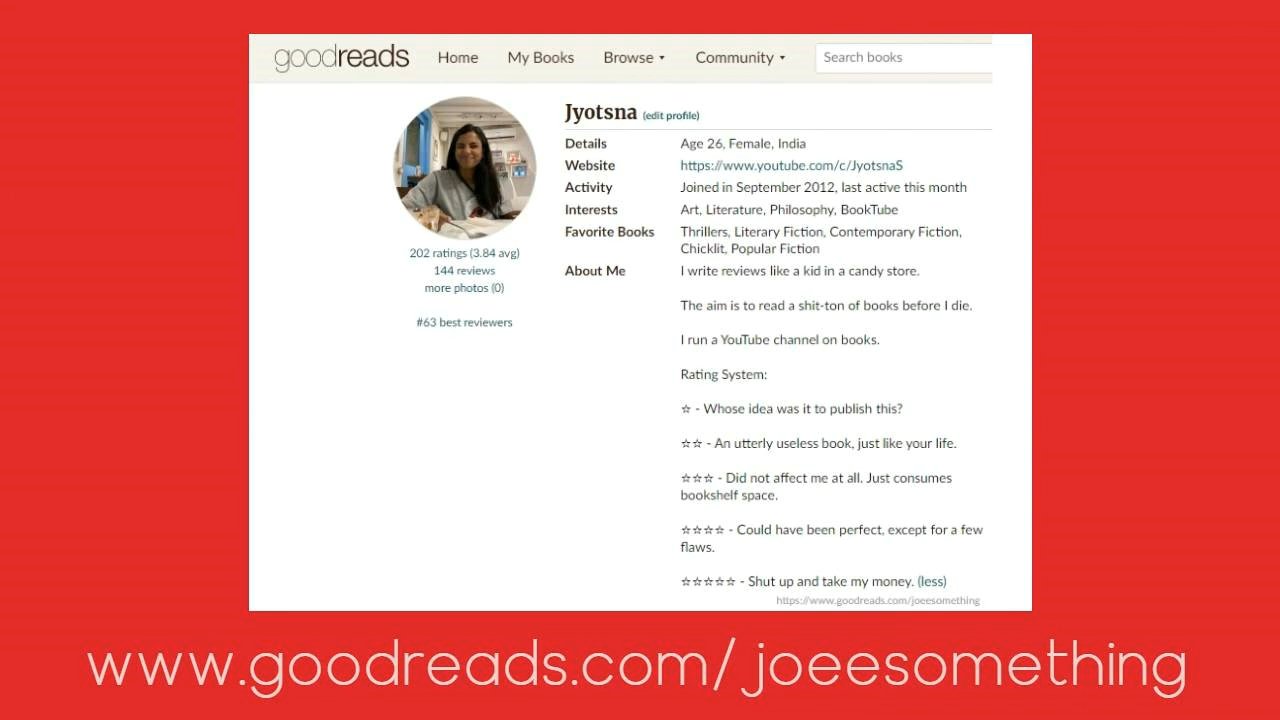 goodreads Home My Books Browse Community Search books
Jyotsna (edit profile)
Details Age 26, Female, India
Website https://www.youtube.com/c/JyotsnaS
Activity Joined in September 2012, last active this month
Interests Art, Literature, Philosophy, BookTube
Favorite Books Thrillers, Literary Fiction, Contemporary Fiction,
Chicklit, Popular Fiction
202 ratings (3.84 avg)
144 reviews
more photos (0)
#63 best reviewers
About Me I write reviews like a kid in a candy store.
The aim is to read a shit-ton of books before I die.
I run a YouTube channel on books.
Rating System:
☆ - Whose idea was it to publish this?
☆☆ - An utterly useless book, just like your life.
☆☆☆ - Did not affect me at all. Just consumes
bookshelf space.
☆☆☆☆ - Could have been perfect, except for a few
flaws.
☆☆☆☆☆ - Shut up and take my money. (less)
https://www.goodreads.com/joeesomething
www.goodreads.com/joeesomething